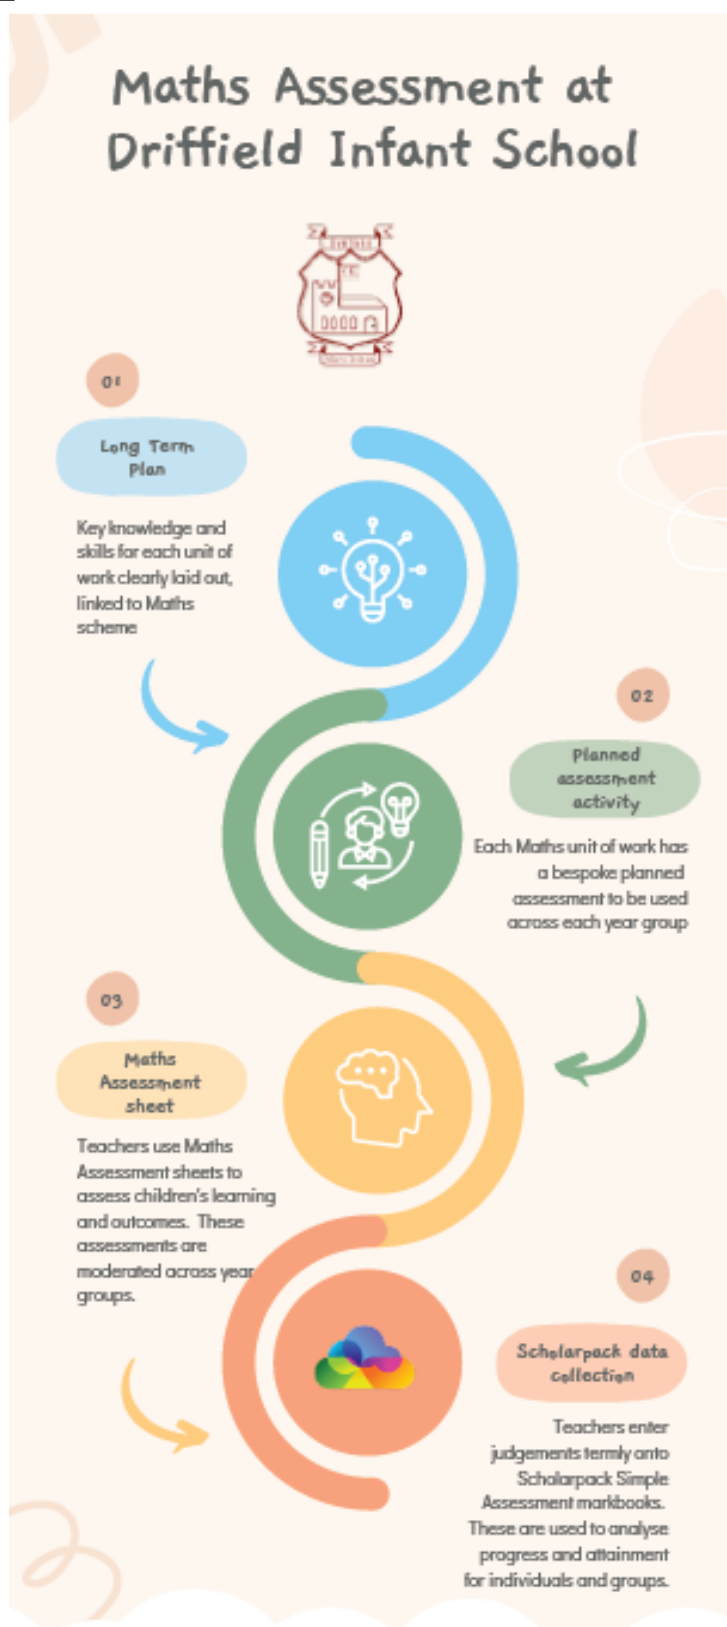 Maths Assessment at
Driffield Infant School
01
Long Term
Plan
Key knowledge and
skills for each unit of
work clearly laid out,
linked to Maths
scheme
02
Planned
assessment
activity
Each Maths unit of work has
a bespoke planned
assessment to be used
across each year group
03
Maths
Assessment
sheet
Teachers use Maths
Assessment sheets to
assess children's learning
and outcomes. These
assessments are
moderated across year
groups.
04
Scholarpack data
collection
Teachers enter
judgements termly onto
Scholarpack Simple
Assessment markbooks.
These are used to analyse
progress and attainment
for individuals and groups.